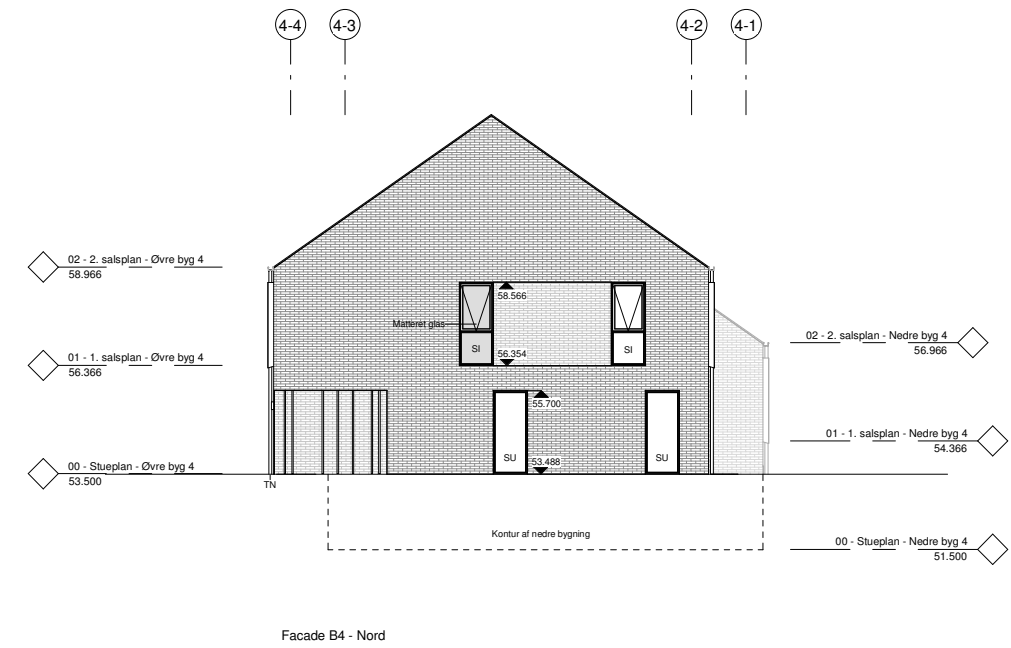 4-4 4-3 4-2 4-1
02 - 2. salsplan - Øvre byg 4
58.966
58.566
Matteret glas
02 - 2. salsplan - Nedre byg 4
56.966
SI SI
56.354
01 - 1. salsplan - Øvre byg 4
56.366
55.700
01 - 1. salsplan - Nedre byg 4
54.366
SU SU
53.488
00 - Stueplan - Øvre byg 4
53.500
TN
Kontur af nedre bygning
00 - Stueplan - Nedre byg 4
51.500
Facade B4 - Nord